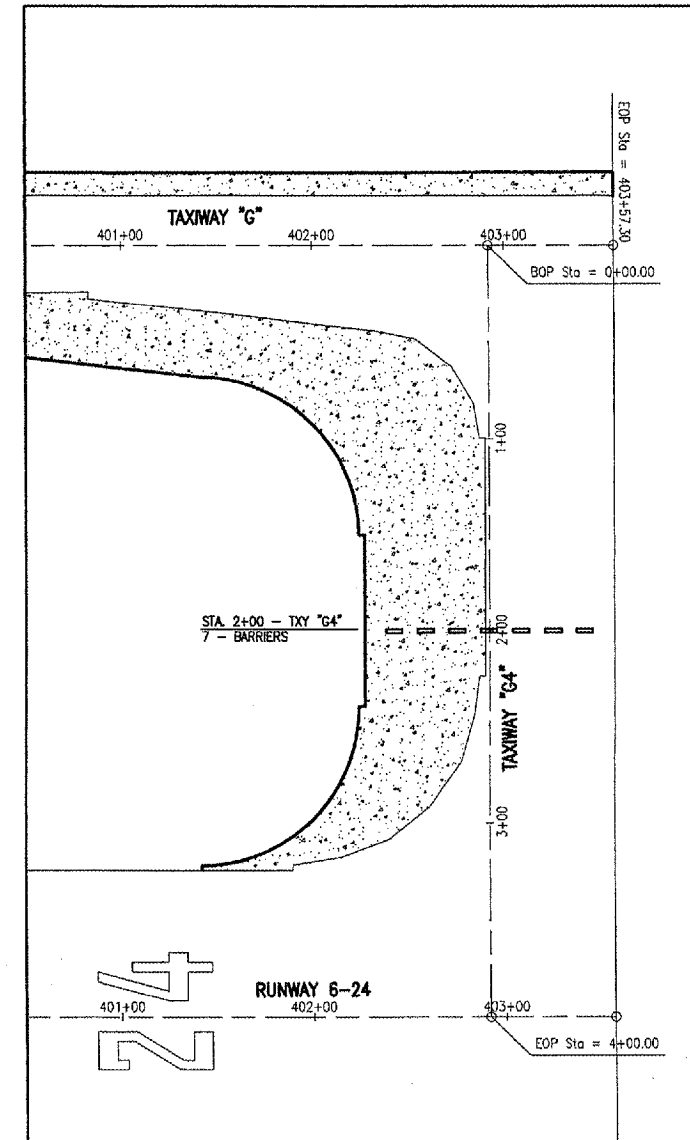 EOP Sta = 403+57.30
TAXIWAY "G"
401+00
402+00
403+00
BOP Sta = 0+00.00
1+00
STA. 2+00 - TXY "G4"
7 - BARRIERS
2+00
TAXIWAY "G4"
3+00
24
RUNWAY 6-24
401+00
402+00
403+00
EOP Sta = 4+00.00